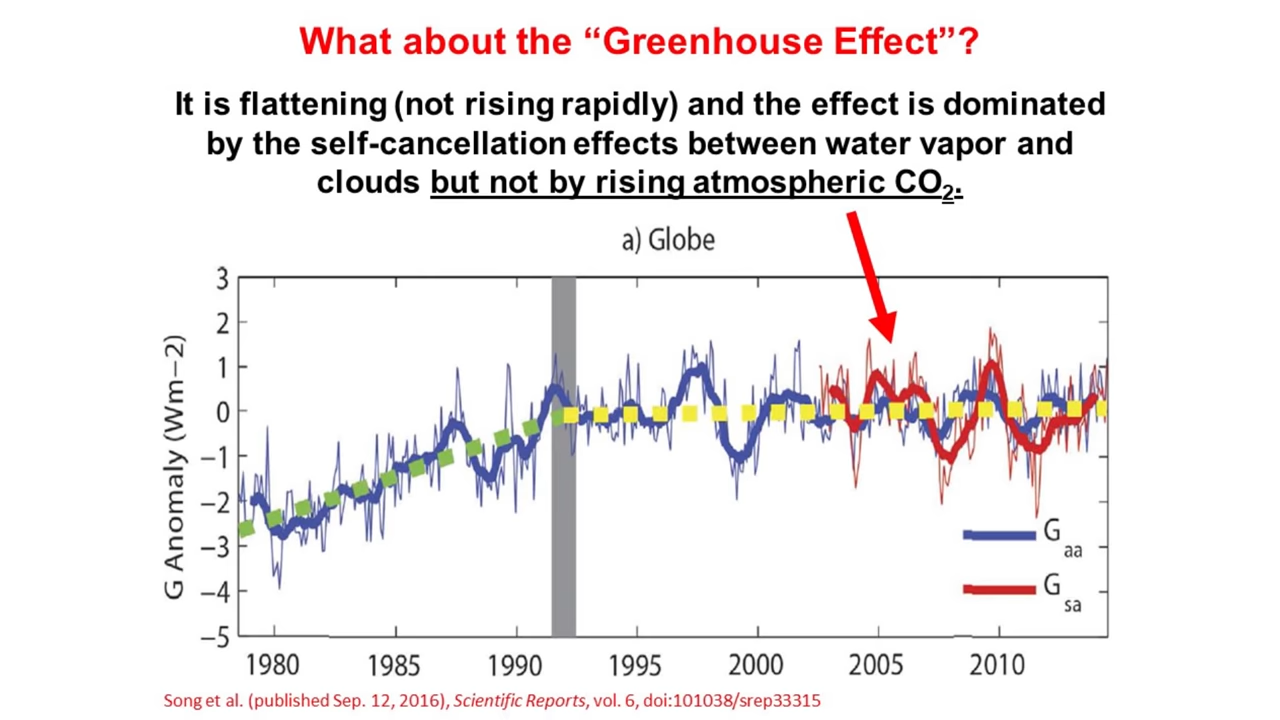 What about the “Greenhouse Effect”?
It is flattening (not rising rapidly) and the effect is dominated
by the self-cancellation effects between water vapor and
clouds but not by rising atmospheric CO2.
a) Globe
G Anomaly (Wm−2)
3
2
1
0
−1
−2
−3
−4
−5
G aa
G sa
1980 1985 1990 1995 2000 2005 2010
Song et al. (published Sep. 12, 2016), Scientific Reports, vol. 6, doi:101038/srep33315